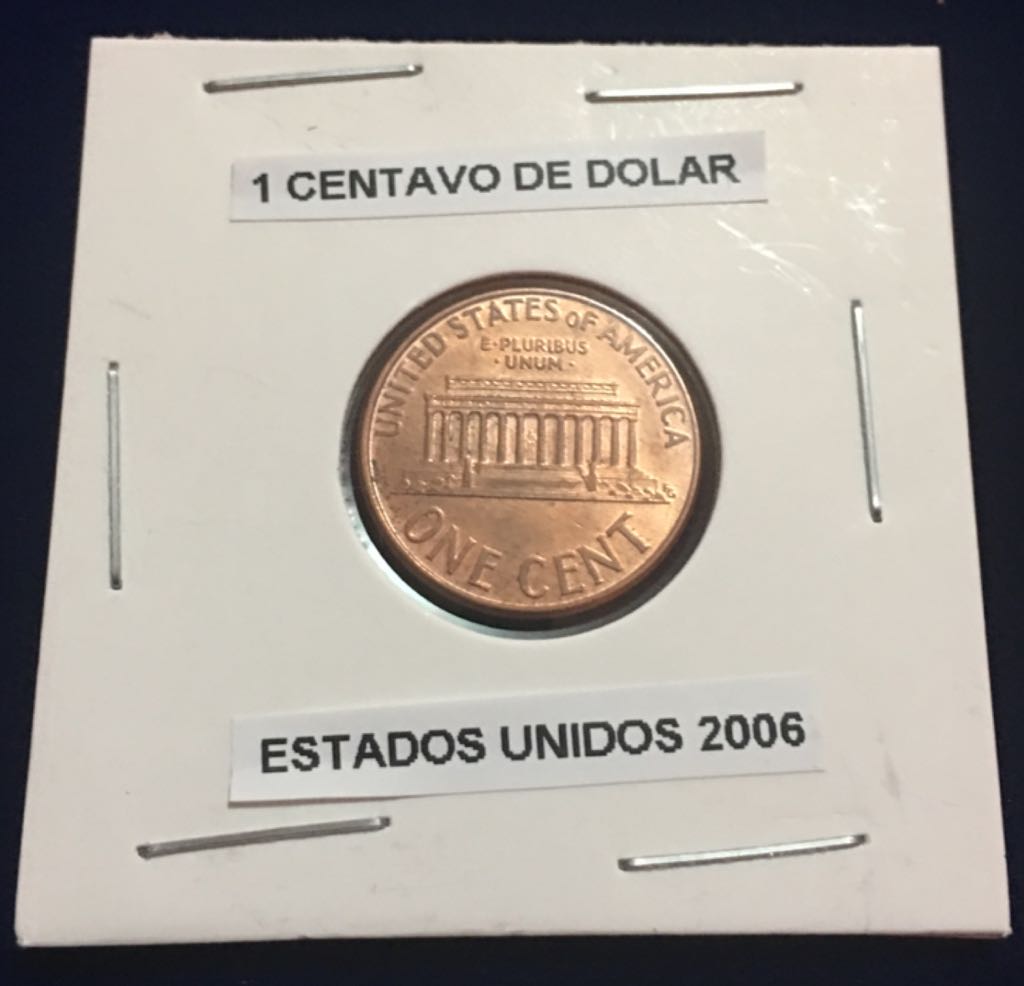 1 CENTAVO DE DOLAR
UNITED STATES OF AMERICA
E·PLURIBUS
·UNUM·
ONE CENT
ESTADOS UNIDOS 2006